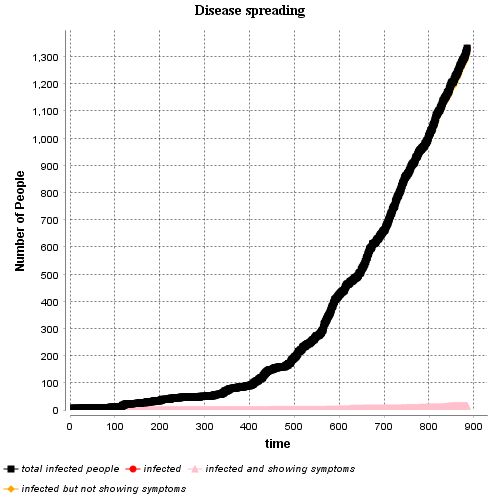 Disease spreading
Number of People
1,300
1,200
1,100
1,000
900
800
700
600
500
400
300
200
100
0
0 100 200 300 400 500 600 700 800 900
time
total infected people infected infected and showing symptoms
infected but not showing symptoms